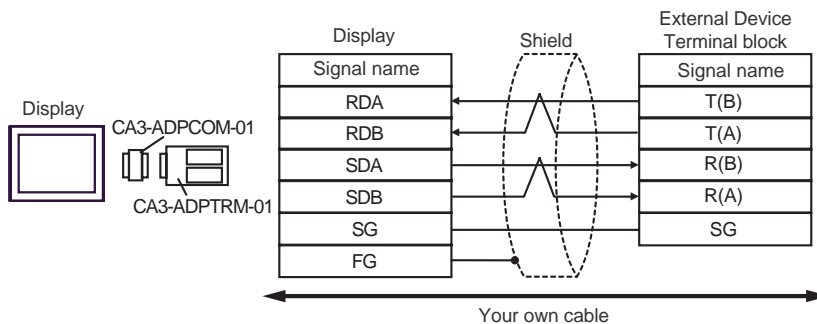 Display
CA3-ADPCOM-01
CA3-ADPTRM-01
Display
Shield
External Device
Terminal block
Signal name
Signal name
RDA
T(B)
RDB
T(A)
SDA
R(B)
SDB
R(A)
SG
SG
FG
Your own cable